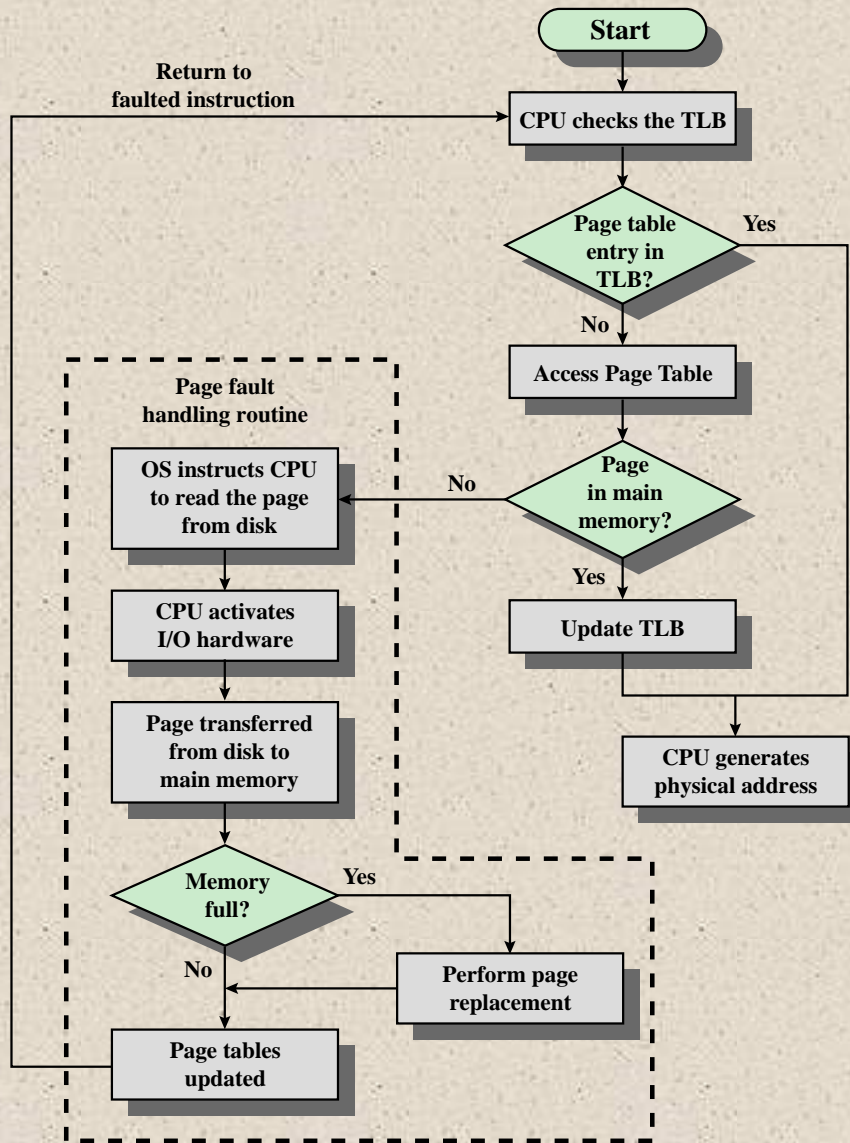 Start
Return to
faulted instruction
CPU checks the TLB
Page table
entry in
TLB?
Yes
No
Access Page Table
Page fault
handling routine
OS instructs CPU
to read the page
from disk
No
Page
in main
memory?
Yes
CPU activates
I/O hardware
Update TLB
Page transferred
from disk to
main memory
CPU generates
physical address
Memory
full?
Yes
No
Perform page
replacement
Page tables
updated